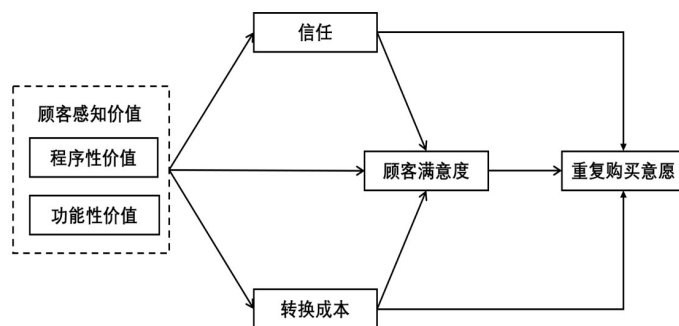 信任
顾客感知价值
程序性价值
功能性价值
顾客满意度
重复购买意愿
转换成本